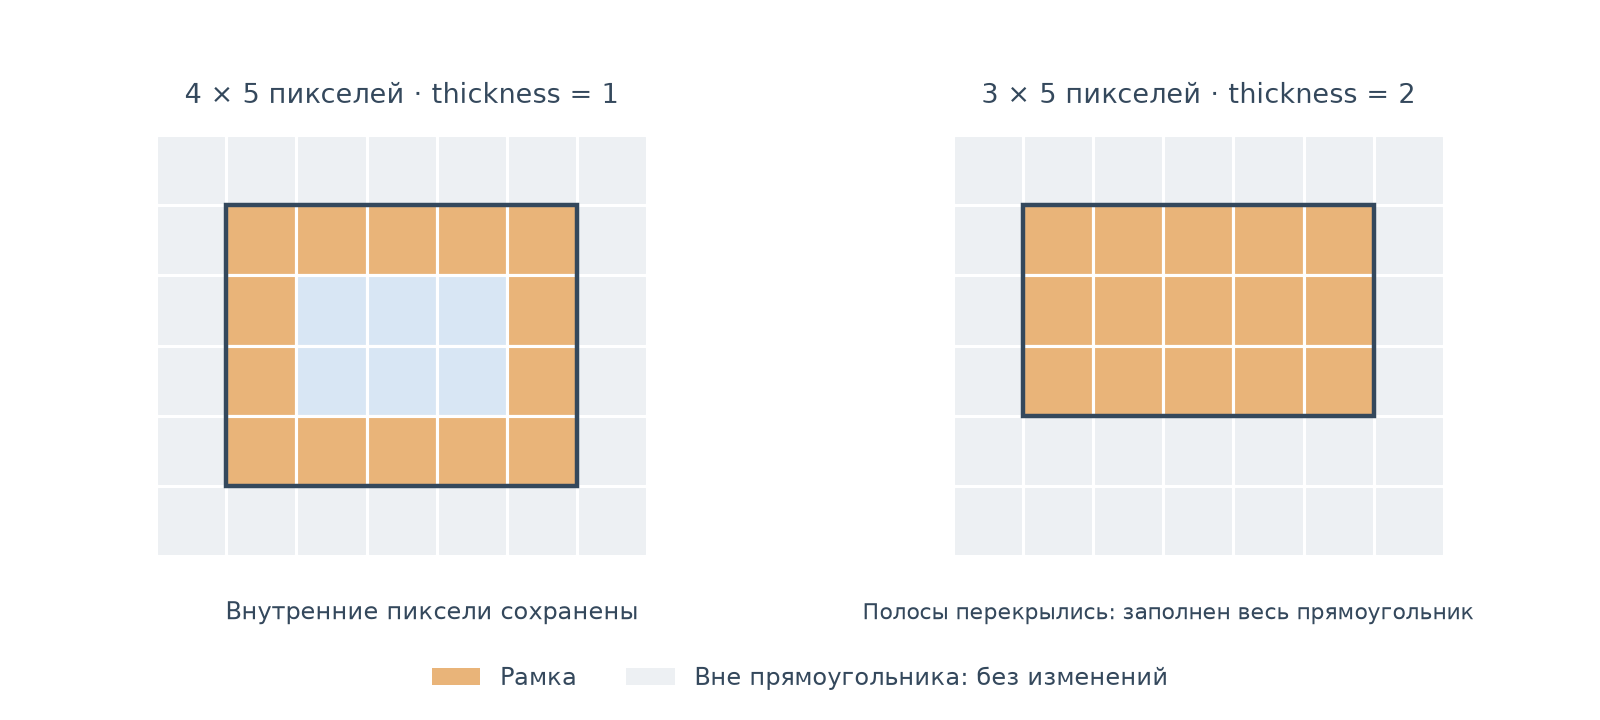 4 × 5 пикселей · thickness = 1
3 × 5 пикселей · thickness = 2
Внутренние пиксели сохранены
Полосы перекрылись: заполнен весь прямоугольник
Рамка
Вне прямоугольника: без изменений